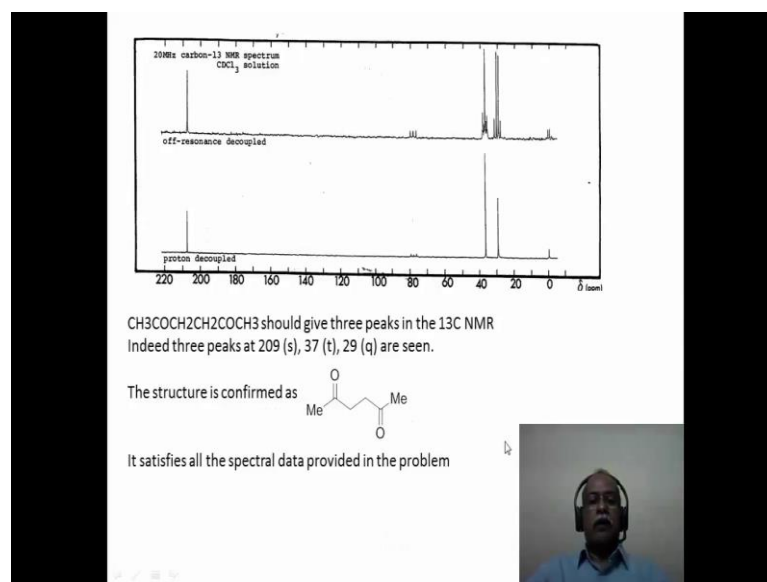 20MHz carbon-13 NMR spectrum
CDCl3 solution
off-resonance decoupled
proton decoupled
220 200 180 160 140 120 100 80 60 40 20 0 δ (ppm)
CH3COCH2CH2COCH3 should give three peaks in the 13C NMR
Indeed three peaks at 209 (s), 37 (t), 29 (q) are seen.
O
The structure is confirmed as
Me
Me
O
It satisfies all the spectral data provided in the problem